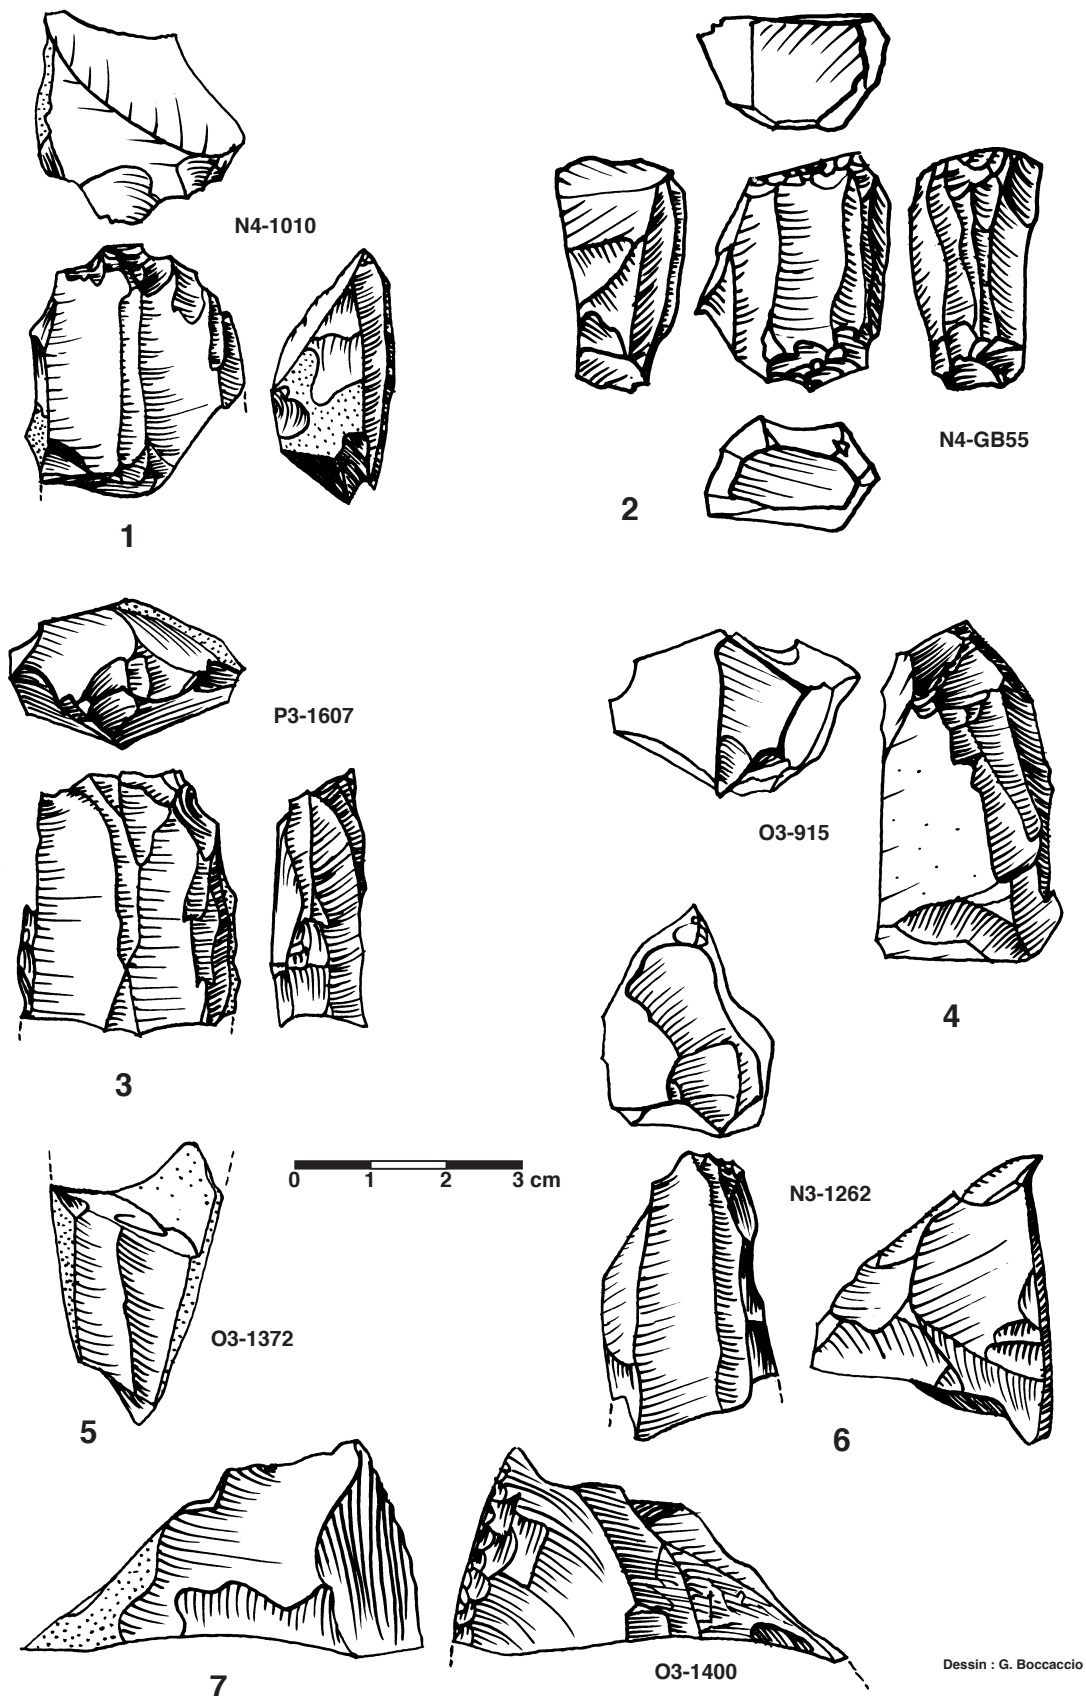 N4-1010
1
N4-GB55
2
P3-1607
3
O3-915
4
0 1 2 3 cm
O3-1372
5
N3-1262
6
7
O3-1400
Dessin : G. Boccaccio